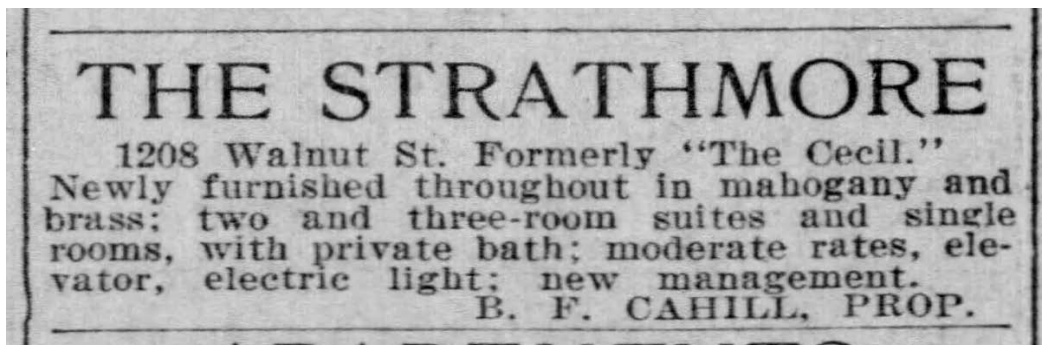 THE STRATHMORE
1208 Walnut St. Formerly "The Cecil."
Newly furnished throughout in mahogany and
brass; two and three-room suites and single
rooms, with private bath; moderate rates, ele-
vator, electric light; new management.
B. F. CAHILL, PROP.